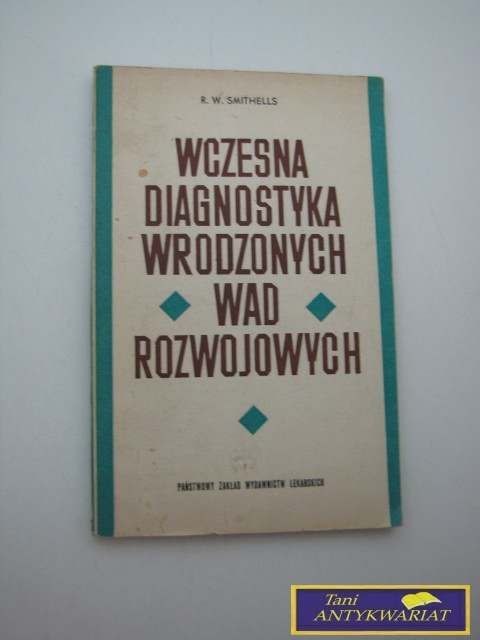 R. W. SMITHELLS
WCZESNA
DIAGNOSTYKA
WRODZONYCH
WAD
ROZWOJOWYCH
PAŃSTWOWY ZAKŁAD WYDAWNICTW LEKARSKICH
Tani
ANTYKWARIAT